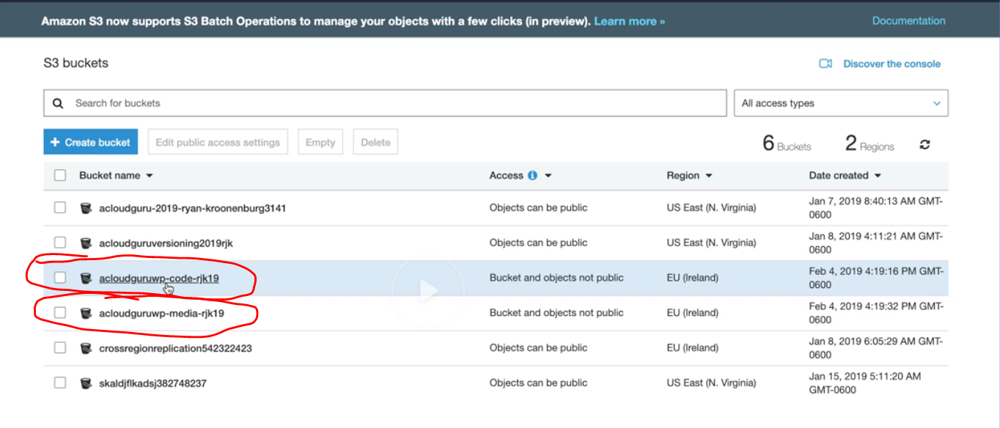 Amazon S3 now supports S3 Batch Operations to manage your objects with a few clicks (in preview). Learn more » Documentation
S3 buckets Discover the console
Search for buckets All access types
+ Create bucket Edit public access settings Empty Delete 6 Buckets 2 Regions
Bucket name Access Region Date created
acloudguru-2019-ryan-kroonenburg3141 Objects can be public US East (N. Virginia) Jan 7, 2019 8:40:13 AM GMT-
0600
acloudguruversioning2019rjk Objects can be public US East (N. Virginia) Jan 8, 2019 4:11:21 AM GMT-
0600
acloudguruwp-code-rjk19 Bucket and objects not public EU (Ireland) Feb 4, 2019 4:19:16 PM GMT-
0600
acloudguruwp-media-rjk19 Bucket and objects not public EU (Ireland) Feb 4, 2019 4:19:32 PM GMT-
0600
crossregionreplication542322423 Objects can be public EU (Ireland) Jan 8, 2019 6:05:29 AM GMT-
0600
skaldjflkadsj382748237 Objects can be public US East (N. Virginia) Jan 15, 2019 5:11:20 AM
GMT-0600